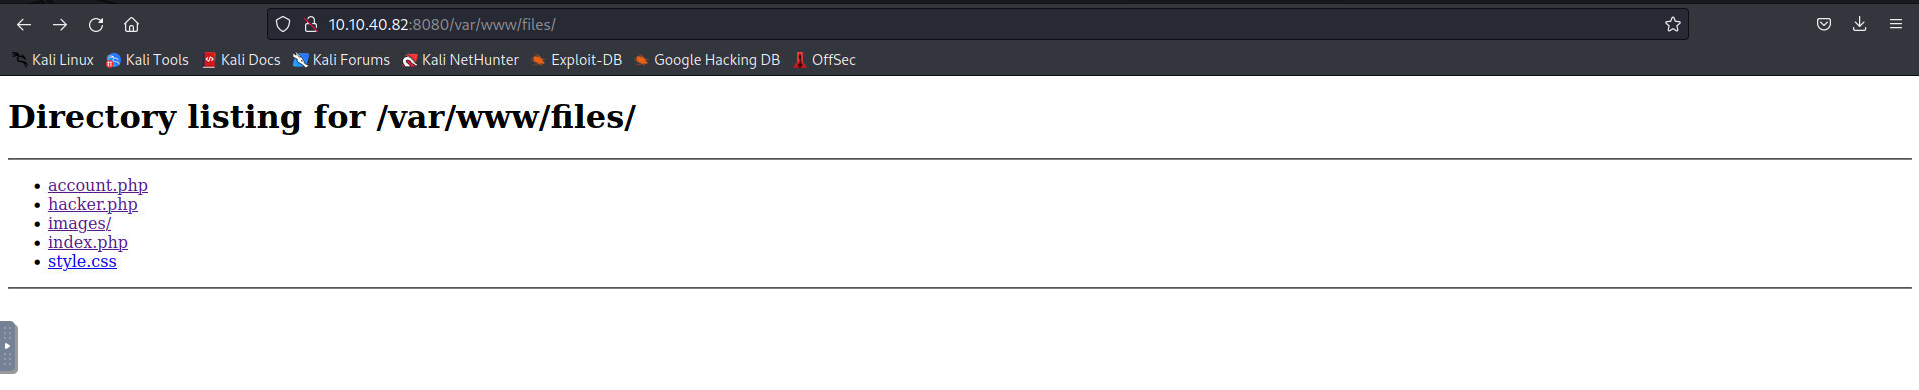 10.10.40.82:8080/var/www/files/
Kali Linux Kali Tools Kali Docs Kali Forums Kali NetHunter Exploit-DB Google Hacking DB OffSec
Directory listing for /var/www/files/
account.php
hacker.php
images/
index.php
style.css